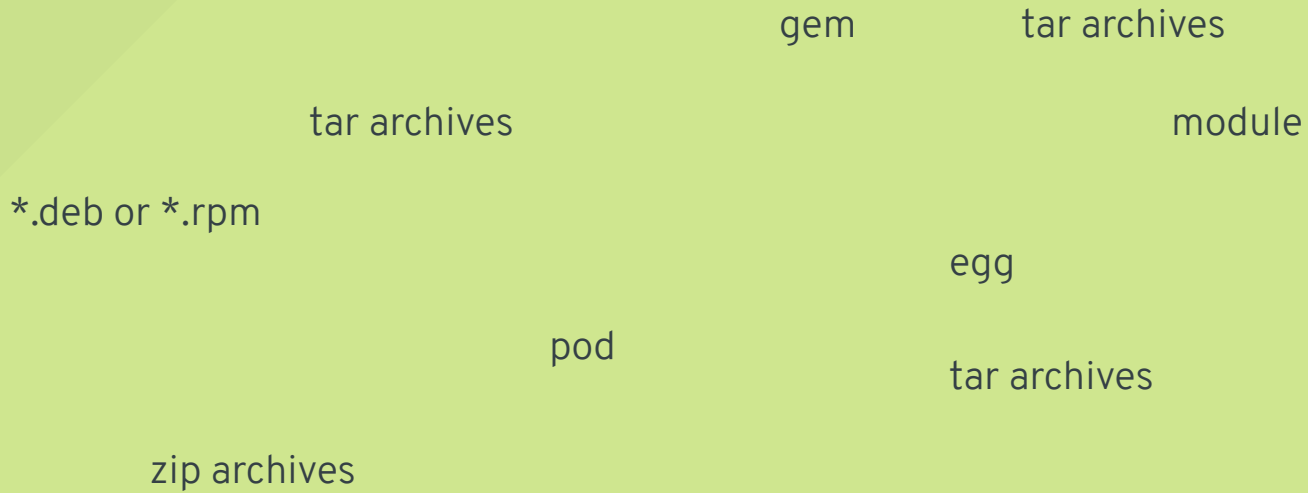 gem
tar archives
tar archives
module
*.deb or *.rpm
egg
pod
tar archives
zip archives